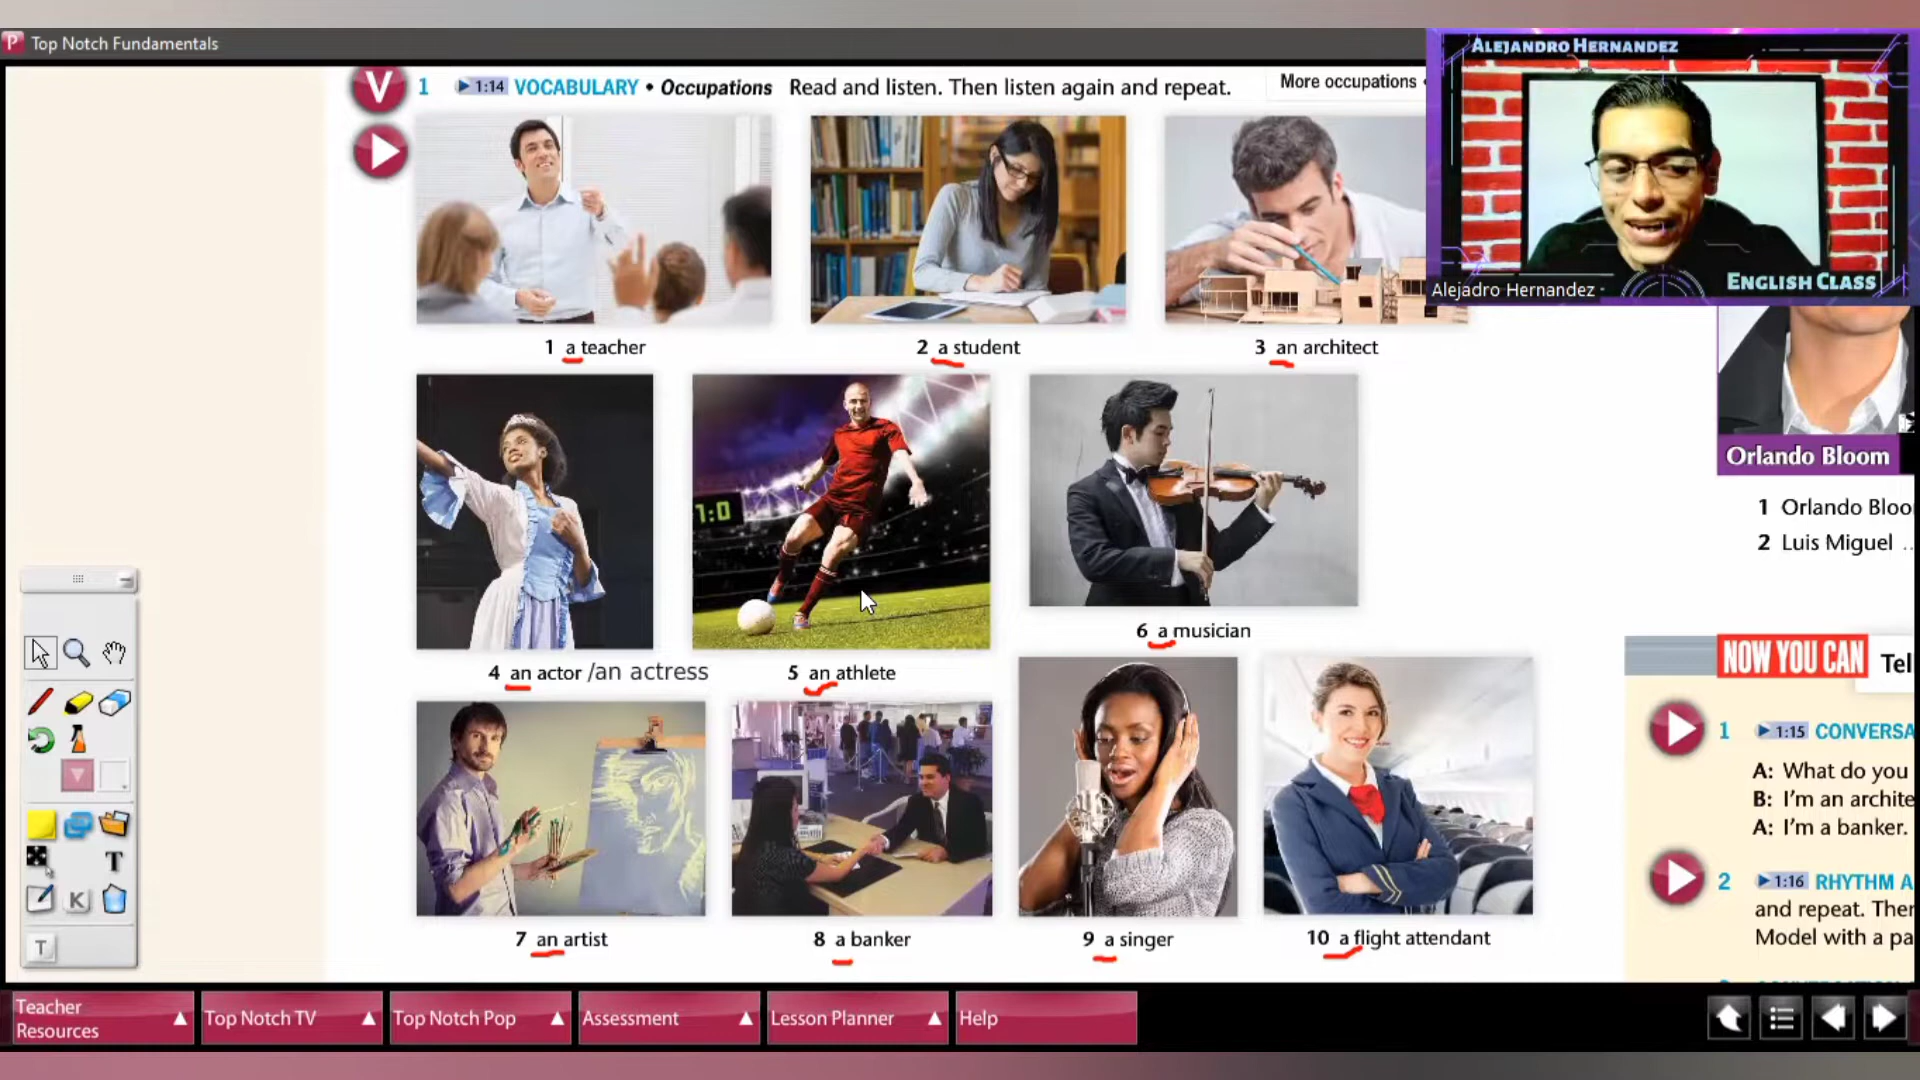 Top Notch Fundamentals
ALEJANDRO HERNANDEZ
ENGLISH CLASS
Alejadro Hernandez
V
1 1:14 VOCABULARY • Occupations Read and listen. Then listen again and repeat.
More occupations
1 a teacher
2 a student
3 an architect
1:0
4 an actor /an actress
5 an athlete
6 a musician
7 an artist
8 a banker
9 a singer
10 a flight attendant
Orlando Bloom
1 Orlando Bloo
2 Luis Miguel ..
NOW YOU CAN Tel
1 1:15 CONVERSA
A: What do you
B: I'm an archite
A: I'm a banker.
2 1:16 RHYTHM A
and repeat. Ther
Model with a pa
T
K
T
Teacher
Resources
Top Notch TV
Top Notch Pop
Assessment
Lesson Planner
Help